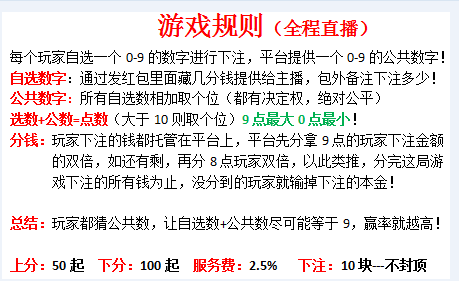 游戏规则（全程直播）
每个玩家自选一个 0-9 的数字进行下注，平台提供一个 0-9 的公共数字！
自选数字：通过发红包里面藏几分钱提供给主播，包外备注下注多少！
公共数字：所有自选数字相加取个位（都有决定权，绝对公平）
选数+公数=点数（大于 10 则取个位）9 点最大 0 点最小！
分钱：玩家下注的钱都托管在平台上，平台先分拿 9 点的玩家下注金额
的双倍，如还有剩，再分 8 点玩家双倍，以此类推，分完这局游
戏下注的所有钱为止，没分到的玩家就输掉下注的本金！
总结：玩家都猜公共数，让自选数+公共数尽可能等于 9，赢率就越高！
上分：50 起 下分：100 起 服务费：2.5% 下注：10 块---不封顶